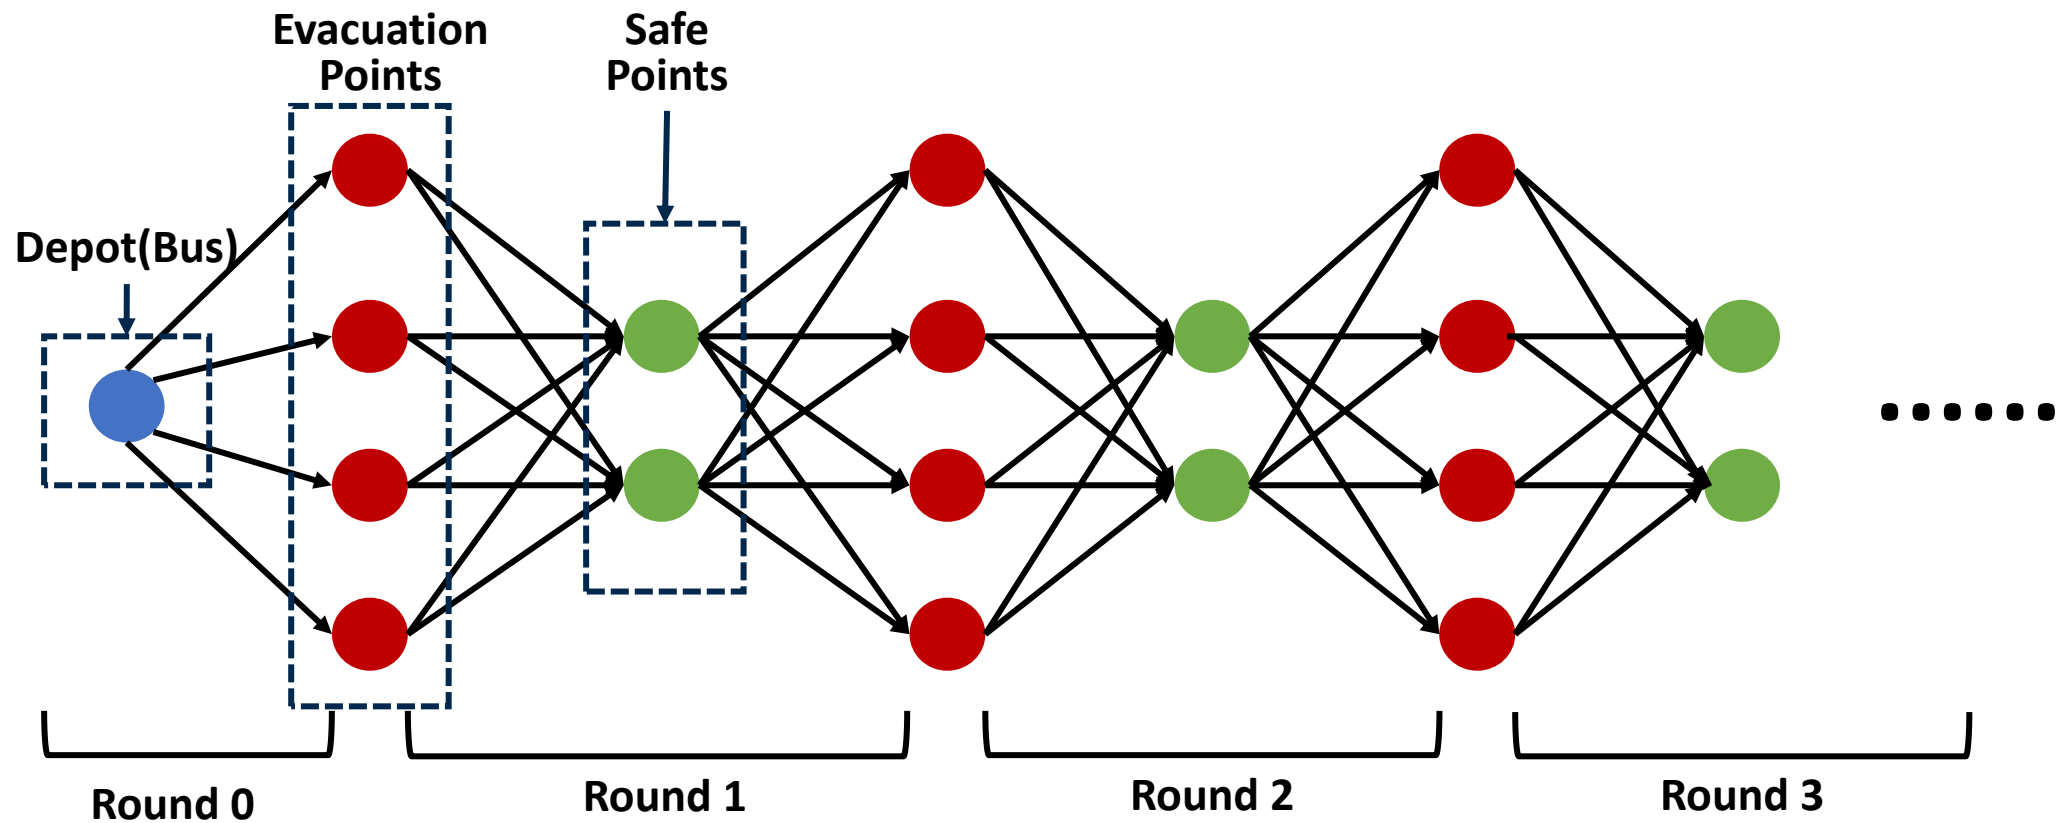 Evacuation
Points
Safe
Points
Depot(Bus)
Round 0
Round 1
Round 2
Round 3